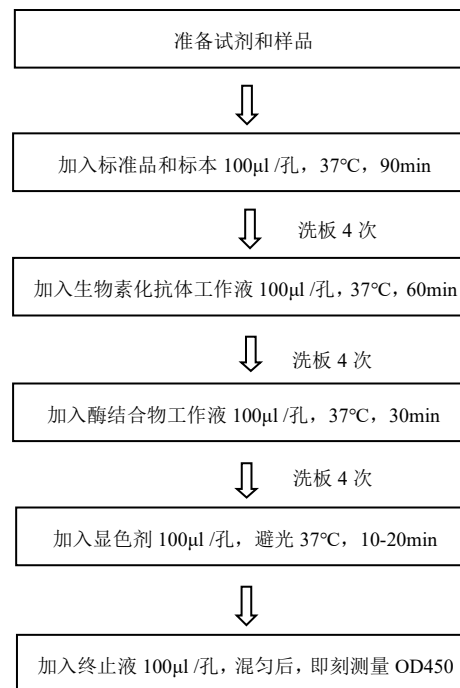 准备试剂和样品
加入标准品和标本 100μl /孔，37℃，90min
洗板 4 次
加入生物素化抗体工作液 100μl /孔，37℃，60min
洗板 4 次
加入酶结合物工作液 100μl /孔，37℃，30min
洗板 4 次
加入显色剂 100μl /孔，避光 37℃，10-20min
加入终止液 100μl /孔，混匀后，即刻测量 OD450